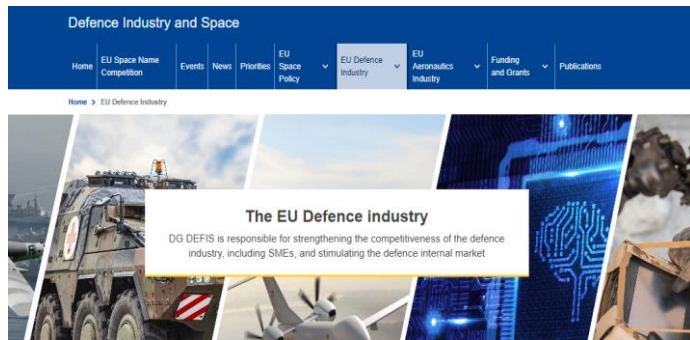 Defence Industry and Space
Home
EU Space Name
Competition
Events
News
Priorities
EU
Space
Policy
EU Defence
Industry
EU
Aeronautics
Industry
Funding
and Grants
Publications
Home > EU Defence Industry
The EU Defence industry
DG DEFIS is responsible for strengthening the competitiveness of the defence
industry, including SMEs, and stimulating the defence internal market